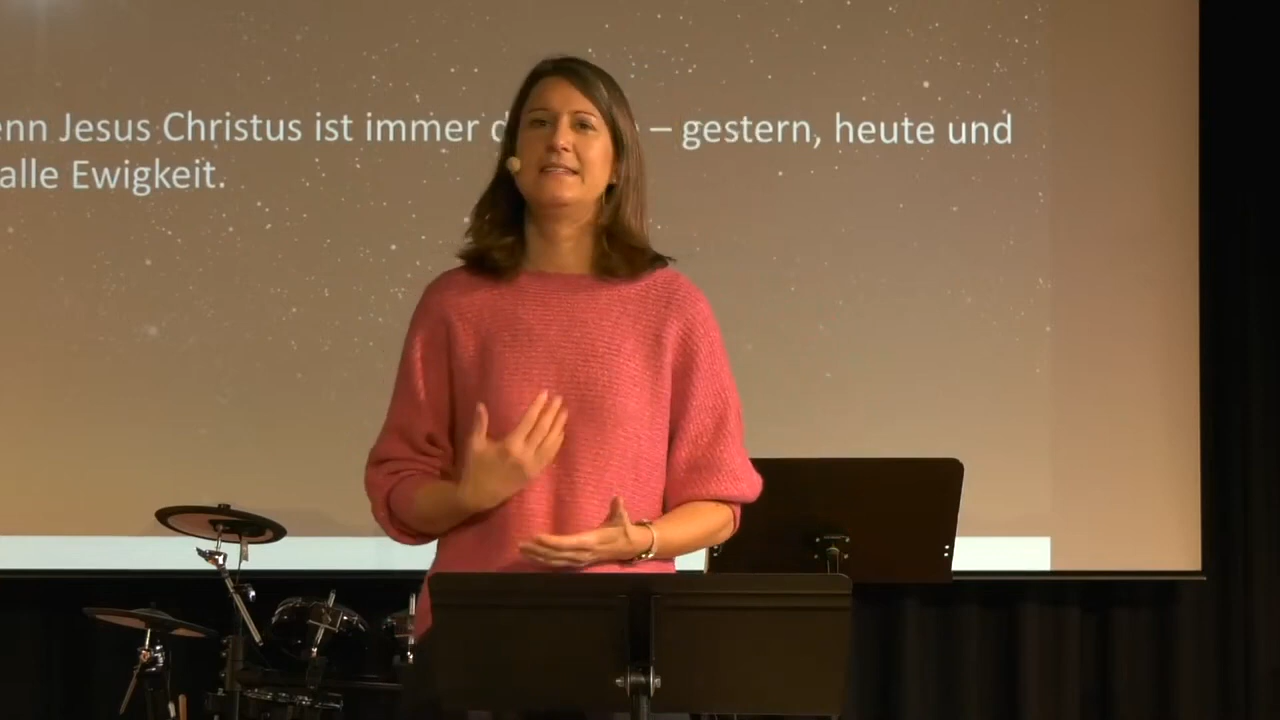 enn Jesus Christus ist immer d – gestern, heute und
alle Ewigkeit.